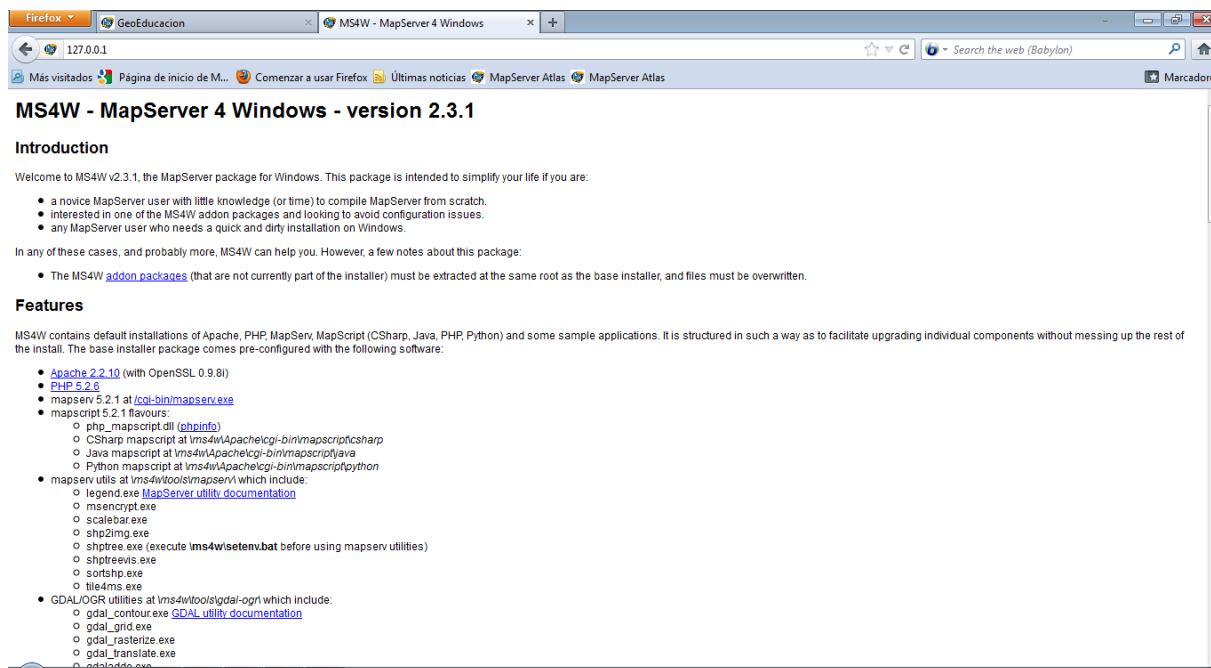 Firefox
GeoEducacion
MS4W - MapServer 4 Windows
127.0.0.1
Search the web (Babylon)
Más visitados
Página de inicio de M...
Comenzar a usar Firefox
Últimas noticias
MapServer Atlas
MapServer Atlas
Marcador
MS4W - MapServer 4 Windows - version 2.3.1
Introduction
Welcome to MS4W v2.3.1, the MapServer package for Windows. This package is intended to simplify your life if you are:
a novice MapServer user with little knowledge (or time) to compile MapServer from scratch.
interested in one of the MS4W addon packages and looking to avoid configuration issues.
any MapServer user who needs a quick and dirty installation on Windows.
In any of these cases, and probably more, MS4W can help you. However, a few notes about this package:
The MS4W addon packages (that are not currently part of the installer) must be extracted at the same root as the base installer, and files must be overwritten.
Features
MS4W contains default installations of Apache, PHP, MapServ, MapScript (CSharp, Java, PHP, Python) and some sample applications. It is structured in such a way as to facilitate upgrading individual components without messing up the rest of
the install. The base installer package comes pre-configured with the following software:
Apache 2.2.10 (with OpenSSL 0.9.8i)
PHP 5.2.6
mapserv 5.2.1 at /cgi-bin/mapserv.exe
mapscript 5.2.1 flavours:
php_mapscript.dll (phpinfo)
CSharp mapscript at \ms4w\Apache\cgi-bin\mapscript\csharp
Java mapscript at \ms4w\Apache\cgi-bin\mapscript\java
Python mapscript at \ms4w\Apache\cgi-bin\mapscript\python
mapserv utils at \ms4w\tools\mapserv\ which include:
legend.exe MapServer utility documentation
msencrypt.exe
scalebar.exe
shp2img.exe
shptree.exe (execute \ms4w\setenv.bat before using mapserv utilities)
shptreevis.exe
sortshp.exe
tile4ms.exe
GDAL/OGR utilities at \ms4w\tools\gdal-ogr\ which include:
gdal_contour.exe GDAL utility documentation
gdal_grid.exe
gdal_rasterize.exe
gdal_translate.exe
gdaladdo.exe